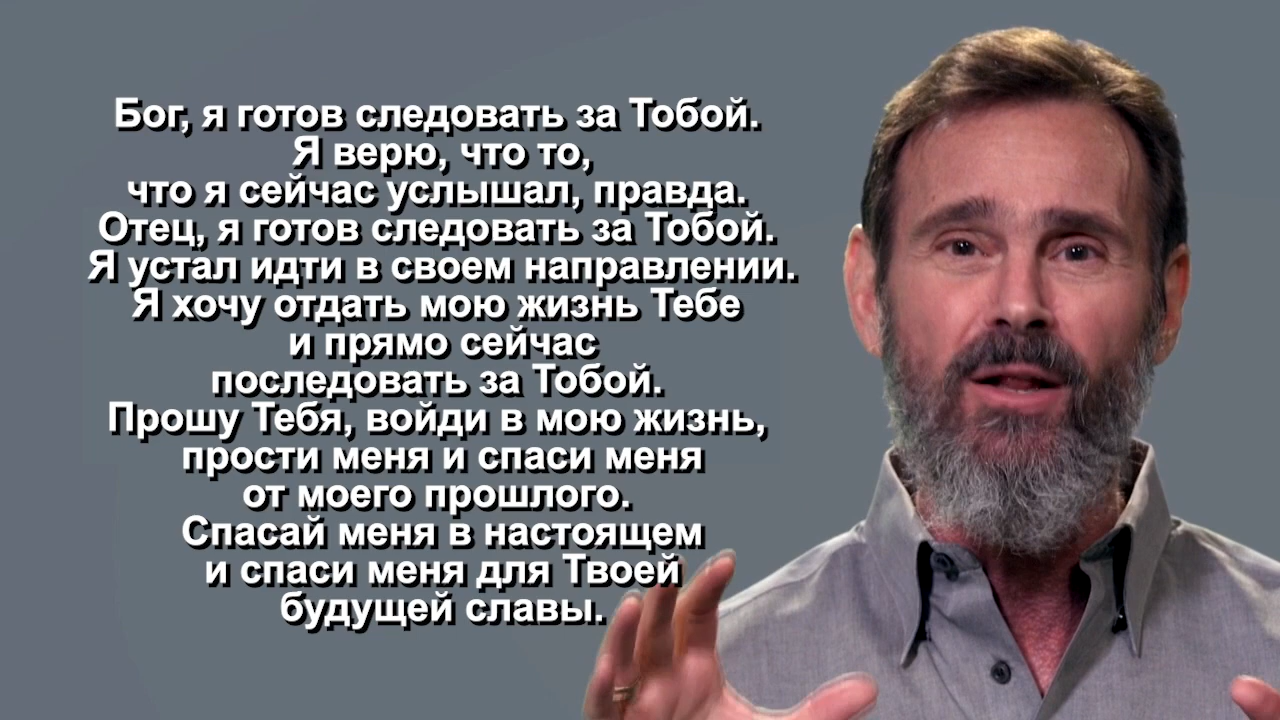 Бог, я готов следовать за Тобой.
Я верю, что то,
что я сейчас услышал, правда.
Отец, я готов следовать за Тобой.
Я устал идти в своем направлении.
Я хочу отдать мою жизнь Тебе
и прямо сейчас
последовать за Тобой.
Прошу Тебя, войди в мою жизнь,
прости меня и спаси меня
от моего прошлого.
Спасай меня в настоящем
и спаси меня для Твоей
будущей славы.